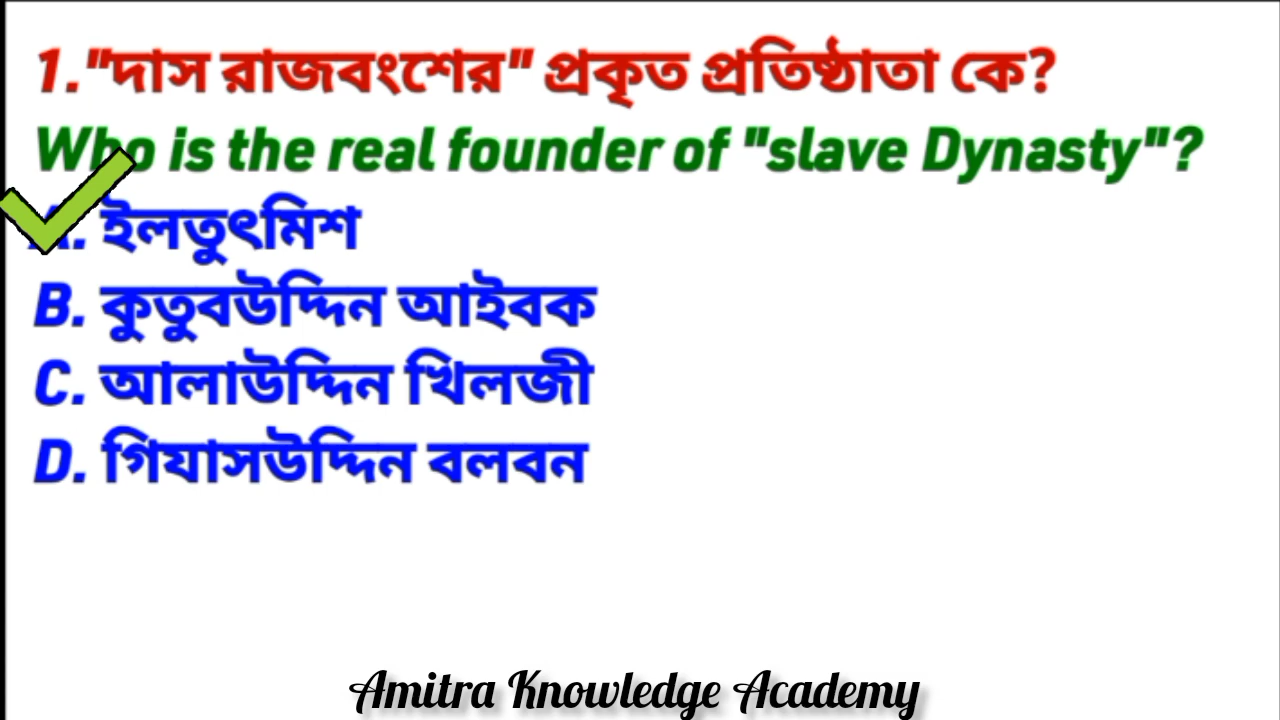 1."দাস রাজবংশের" প্রকৃত প্রতিষ্ঠাতা কে?
Who is the real founder of "slave Dynasty"?
A. ইলতুৎমিশ
B. কুতুবউদ্দিন আইবক
C. আলাউদ্দিন খিলজী
D. গিযাসউদ্দিন বলবন
Amitra Knowledge Academy